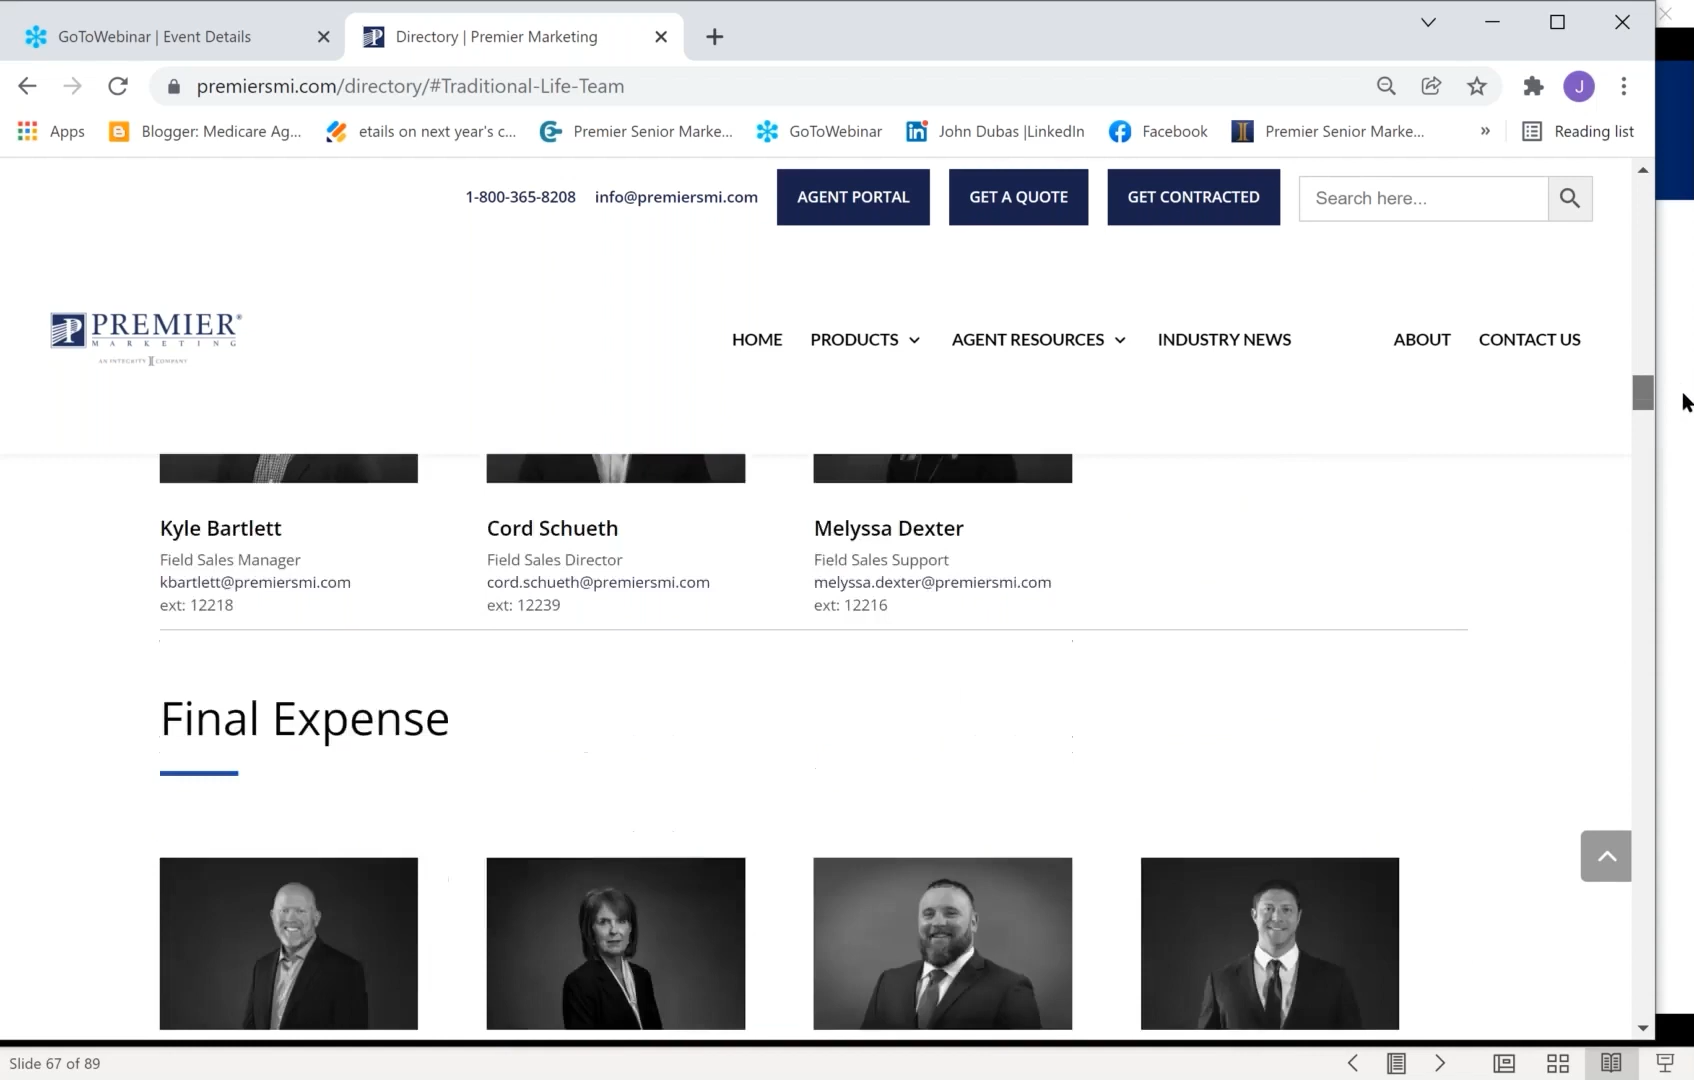 GoToWebinar | Event Details
Directory | Premier Marketing
premiersmi.com/directory/#Traditional-Life-Team
J
Apps
Blogger: Medicare Ag...
etails on next year's c...
Premier Senior Marke...
GoToWebinar
John Dubas |LinkedIn
Facebook
Premier Senior Marke...
»
Reading list
1-800-365-8208
info@premiersmi.com
AGENT PORTAL
GET A QUOTE
GET CONTRACTED
Search here...
PREMIER®
MARKETING
AN INTEGRITY COMPANY
HOME
PRODUCTS
AGENT RESOURCES
INDUSTRY NEWS
ABOUT
CONTACT US
Kyle Bartlett
Field Sales Manager
kbartlett@premiersmi.com
ext: 12218
Cord Schueth
Field Sales Director
cord.schueth@premiersmi.com
ext: 12239
Melyssa Dexter
Field Sales Support
melyssa.dexter@premiersmi.com
ext: 12216
Final Expense
Slide 67 of 89